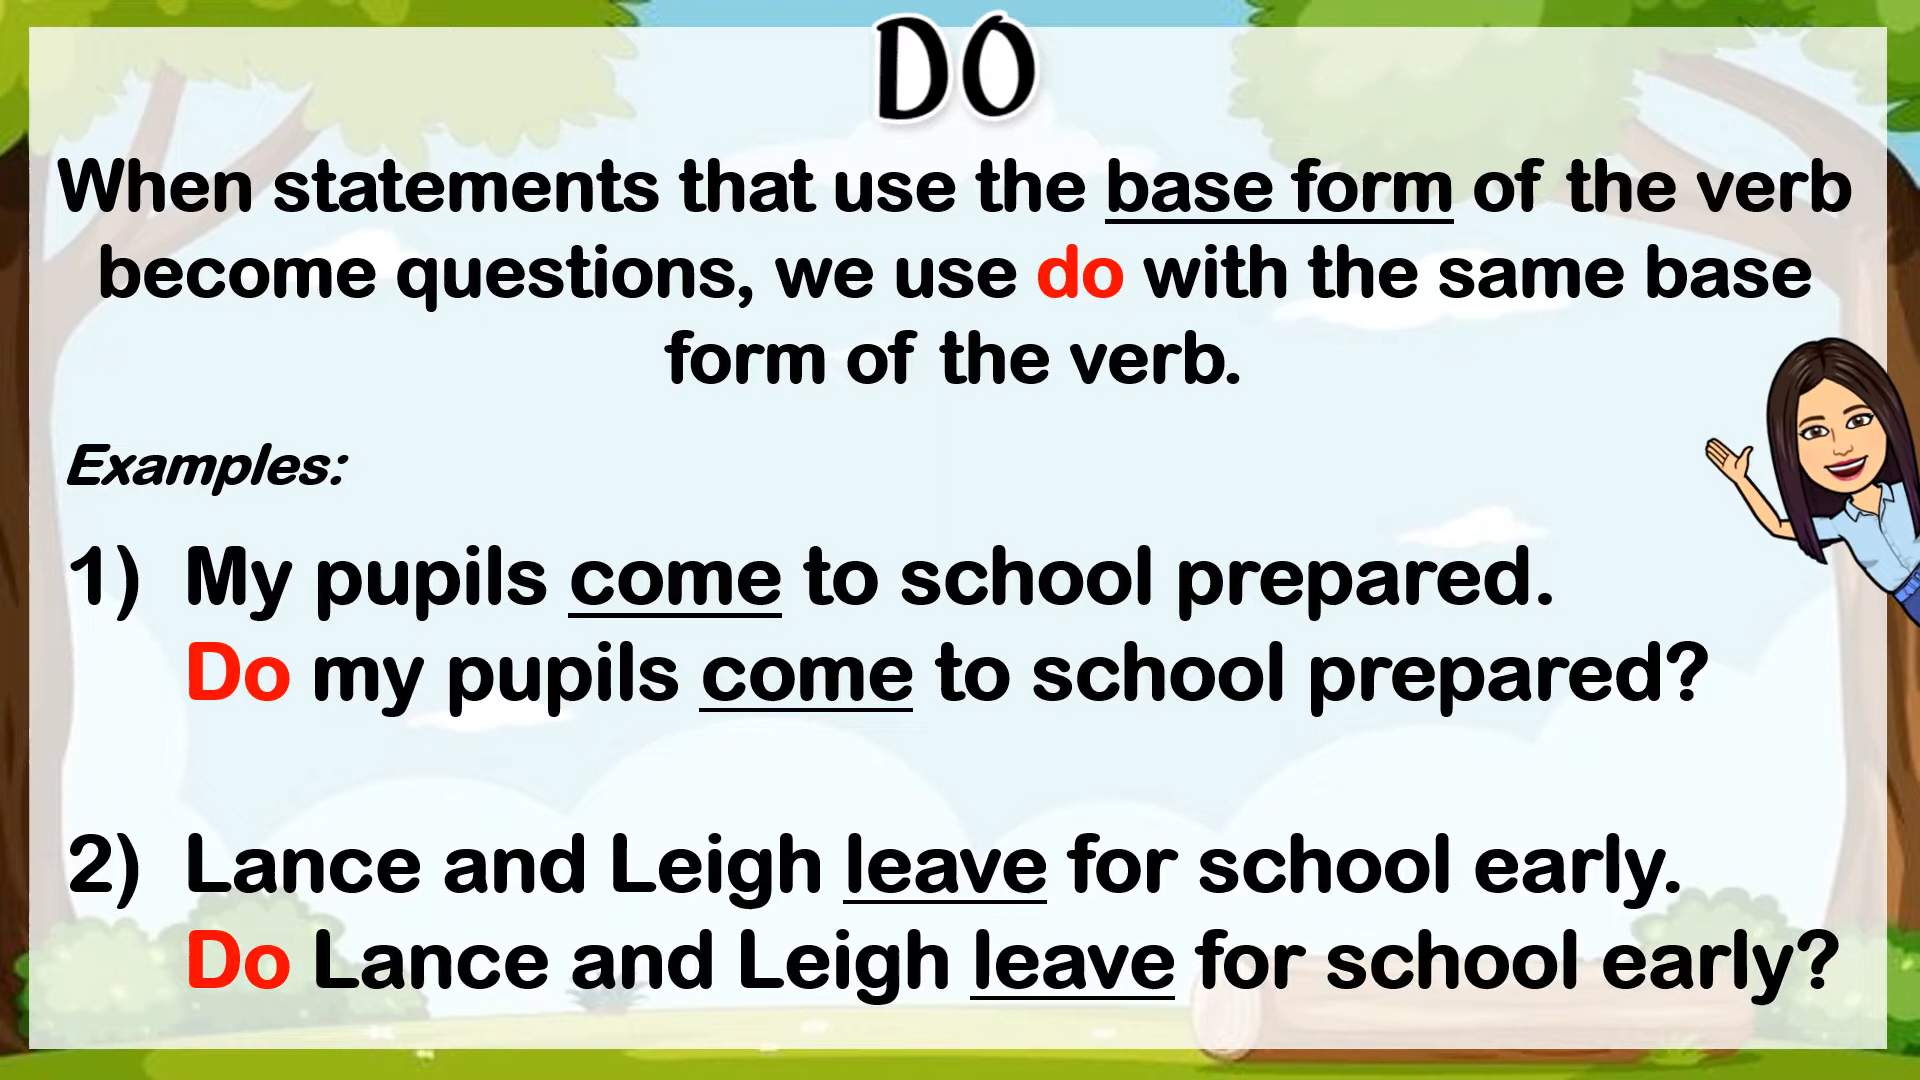 DO
When statements that use the base form of the verb
become questions, we use do with the same base
form of the verb.
Examples:
1) My pupils come to school prepared.
Do my pupils come to school prepared?
2) Lance and Leigh leave for school early.
Do Lance and Leigh leave for school early?